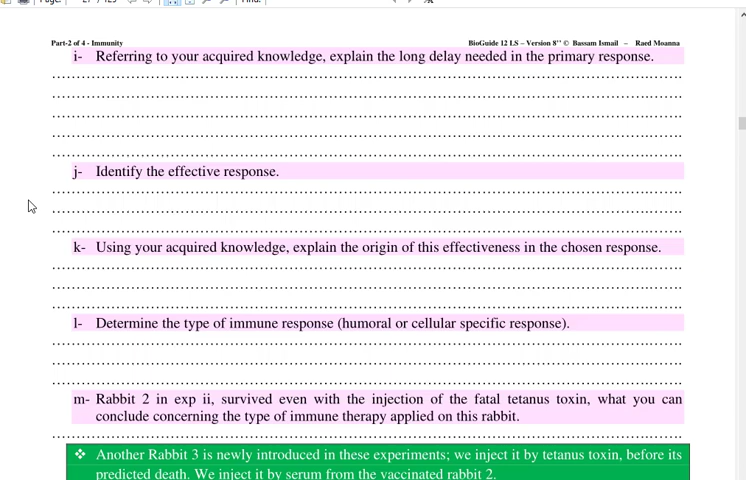 Part-2 of 4 - Immunity BioGuide 12 LS – Version 8'' © Bassam Ismail – Raed Moanna
i- Referring to your acquired knowledge, explain the long delay needed in the primary response.
j- Identify the effective response.
k- Using your acquired knowledge, explain the origin of this effectiveness in the chosen response.
l- Determine the type of immune response (humoral or cellular specific response).
m- Rabbit 2 in exp ii, survived even with the injection of the fatal tetanus toxin, what you can
conclude concerning the type of immune therapy applied on this rabbit.
❖ Another Rabbit 3 is newly introduced in these experiments; we inject it by tetanus toxin, before its
predicted death. We inject it by serum from the vaccinated rabbit 2.